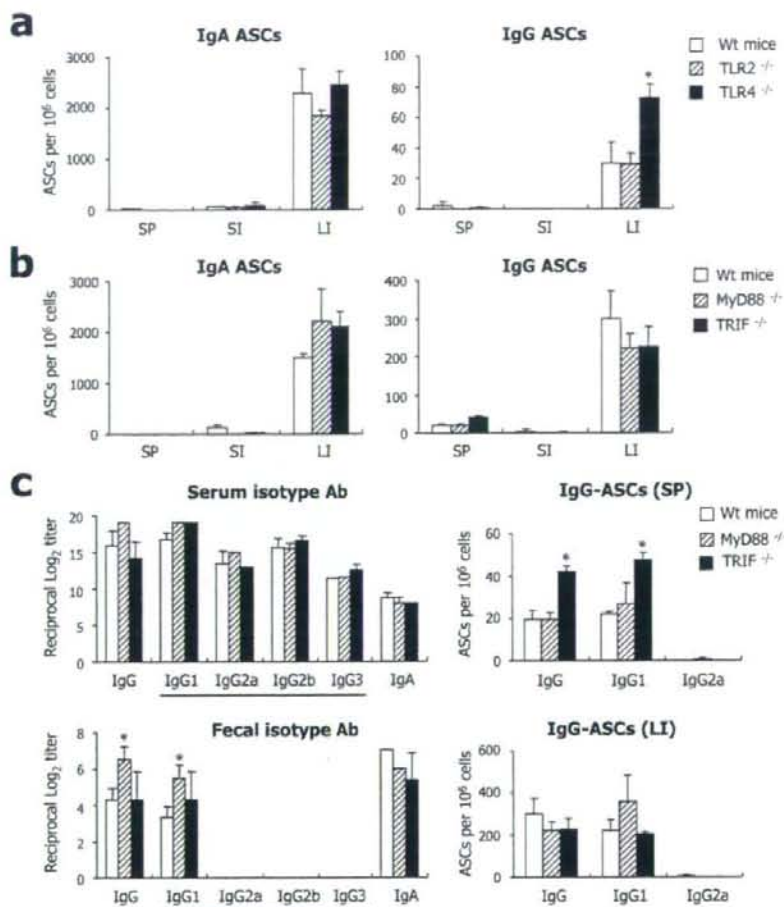 a
IgA ASCs
IgG ASCs
Wt mice
TLR2 -/-
TLR4 -/-
ASCs per 10⁶ cells
3000
2000
1000
0
SP SI LI
100
80
60
40
20
0
*
SP SI LI
b
IgA ASCs
IgG ASCs
Wt mice
MyD88 -/-
TRIF -/-
ASCs per 10⁶ cells
3000
2000
1000
0
SP SI LI
400
300
200
100
0
SP SI LI
c
Serum isotype Ab
IgG-ASCs (SP)
Wt mice
MyD88 -/-
TRIF -/-
Reciprocal Log₂ titer
20
15
10
5
0
IgG IgG1 IgG2a IgG2b IgG3 IgA
ASCs per 10⁶ cells
60
40
20
0
* *
IgG IgG1 IgG2a
Fecal isotype Ab
IgG-ASCs (LI)
Reciprocal Log₂ titer
8
6
4
2
0
* *
IgG IgG1 IgG2a IgG2b IgG3 IgA
ASCs per 10⁶ cells
600
400
200
0
IgG IgG1 IgG2a